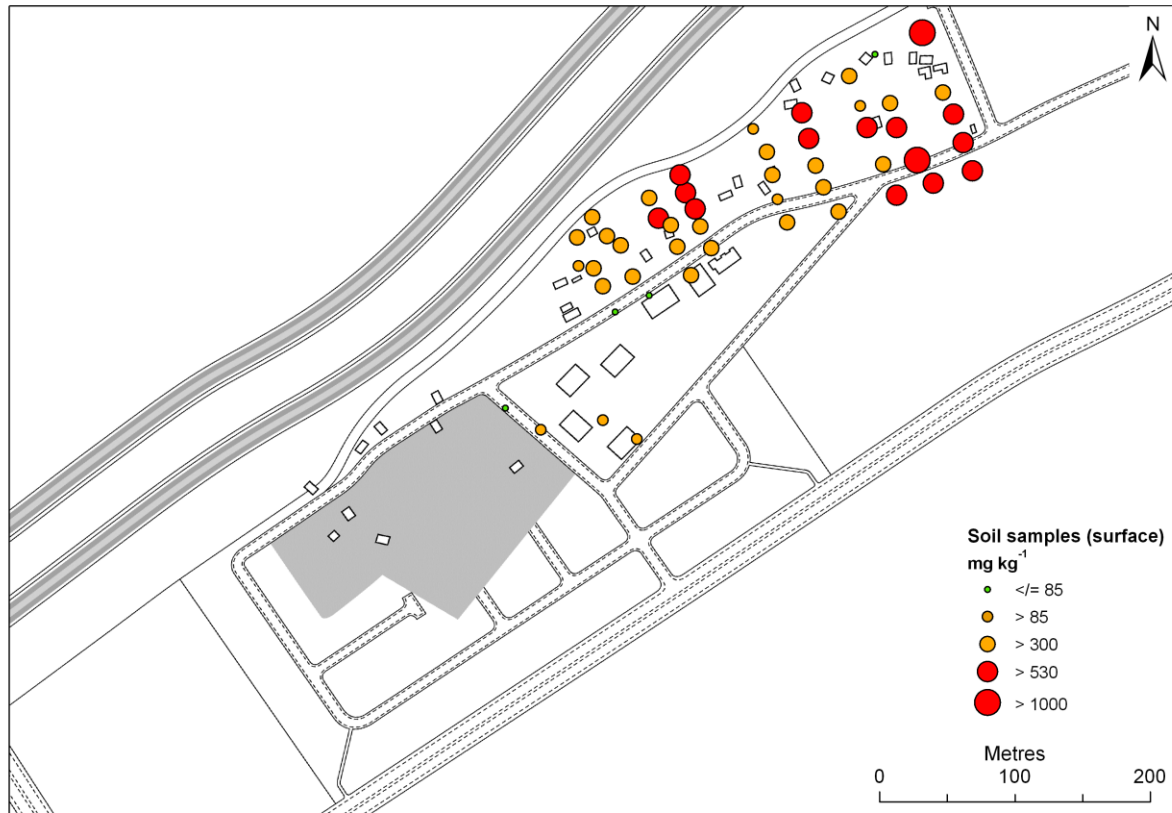 N
Soil samples (surface)
mg kg⁻¹
</= 85
> 85
> 300
> 530
> 1000
Metres
0 100 200